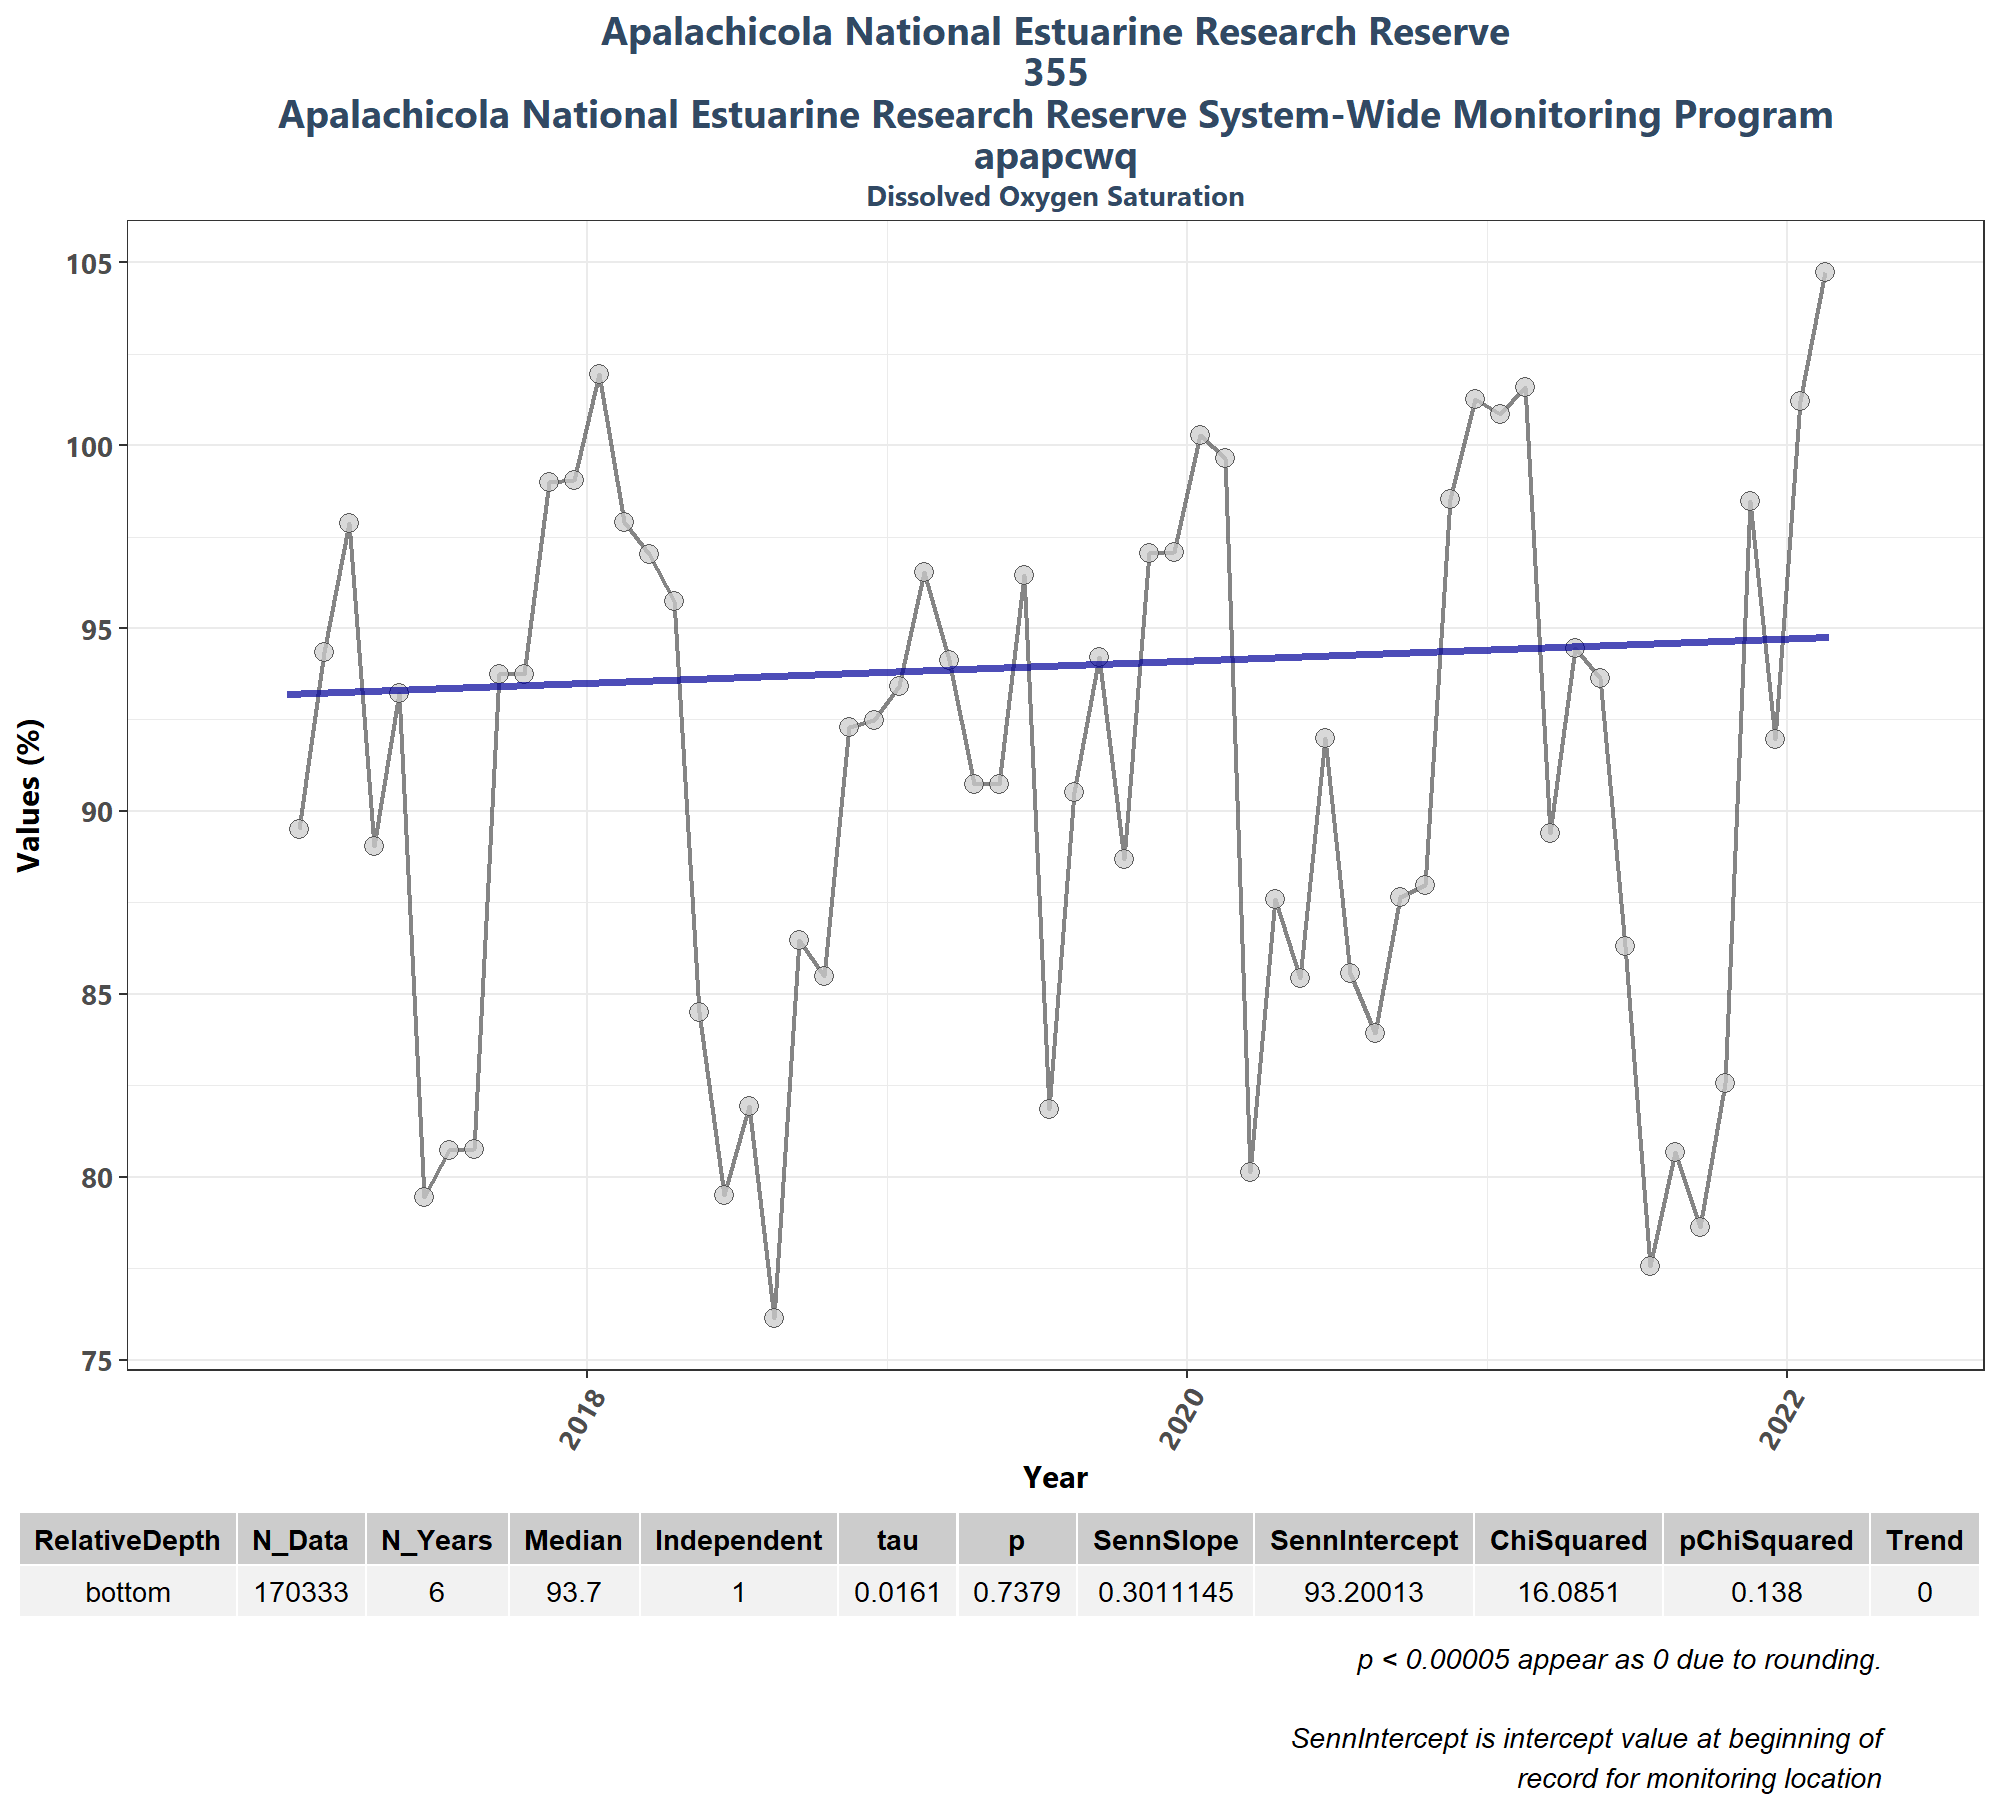 Apalachicola National Estuarine Research Reserve
355
Apalachicola National Estuarine Research Reserve System-Wide Monitoring Program
apapcwq
Dissolved Oxygen Saturation
105
100
95
90
85
80
75
Values (%)
2018
2020
2022
Year
RelativeDepth N_Data N_Years Median Independent tau p SennSlope SennIntercept ChiSquared pChiSquared Trend
bottom 170333 6 93.7 1 0.0161 0.7379 0.3011145 93.20013 16.0851 0.138 0
p < 0.00005 appear as 0 due to rounding.
SennIntercept is intercept value at beginning of
record for monitoring location